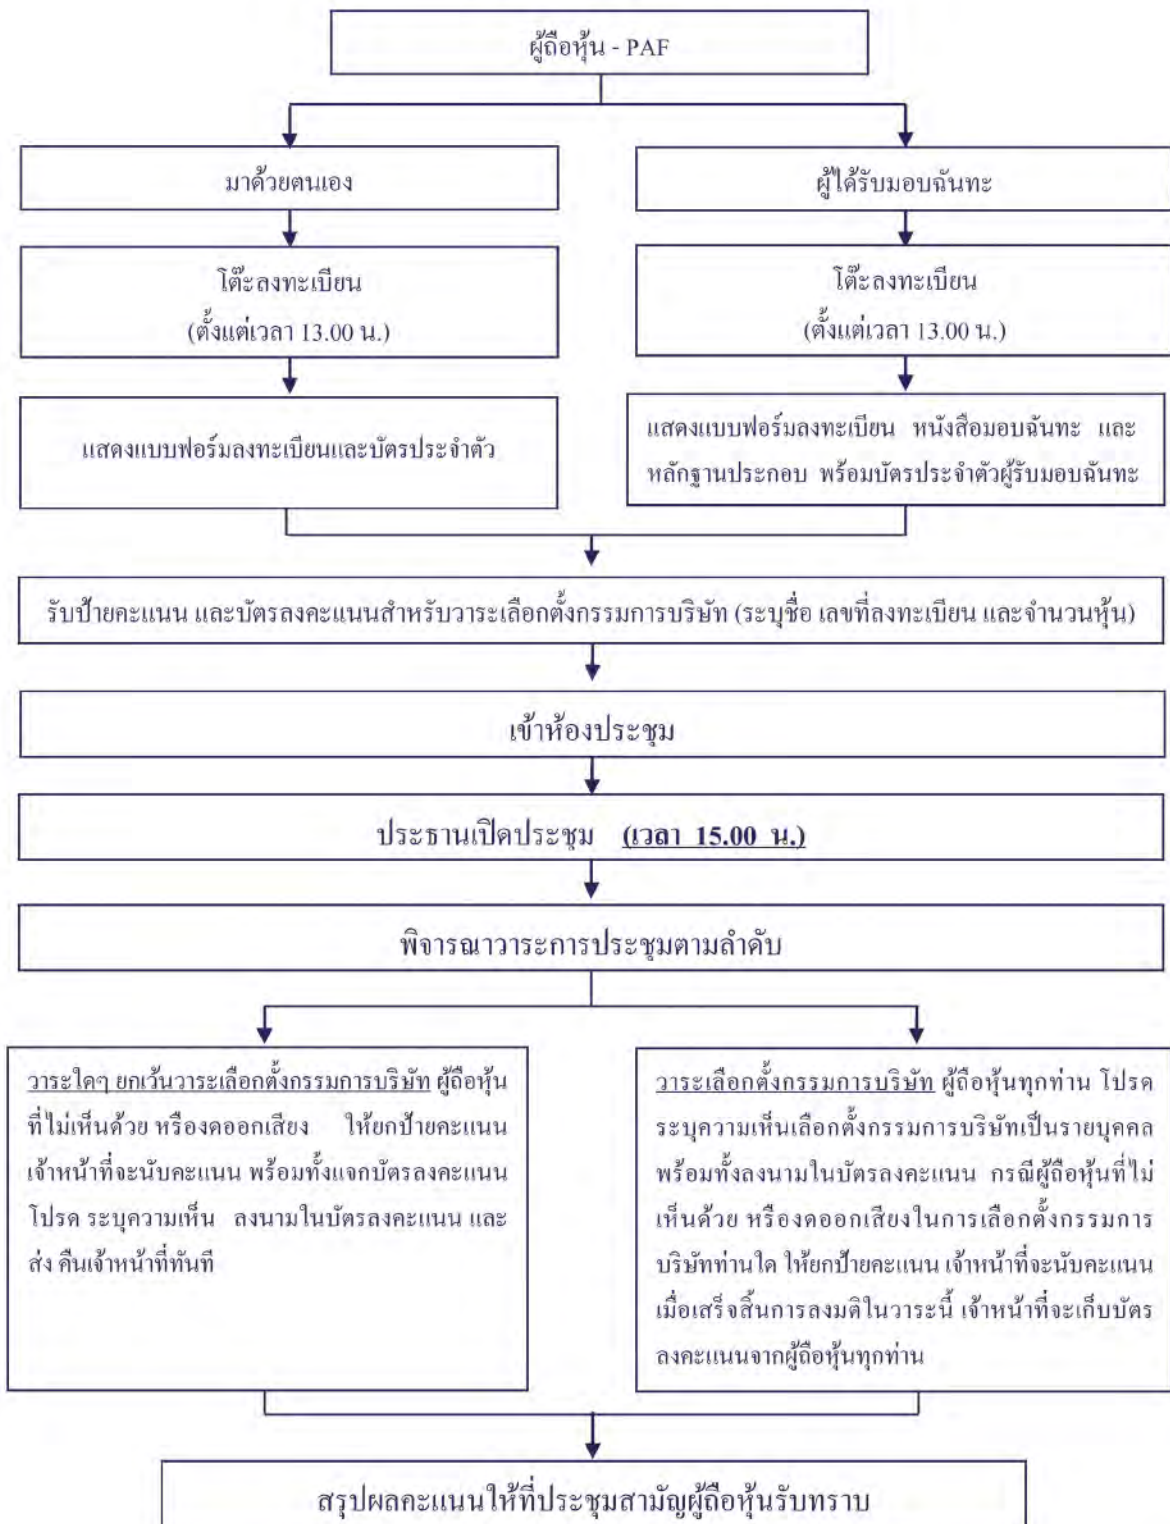 ผู้ถือหุ้น - PAF
มาด้วยตนเอง
ผู้ได้รับมอบฉันทะ
โต๊ะลงทะเบียน
(ตั้งแต่เวลา 13.00 น.)
โต๊ะลงทะเบียน
(ตั้งแต่เวลา 13.00 น.)
แสดงแบบฟอร์มลงทะเบียนและบัตรประจำตัว
แสดงแบบฟอร์มลงทะเบียน หนังสือมอบฉันทะ และ
หลักฐานประกอบ พร้อมบัตรประจำตัวผู้รับมอบฉันทะ
รับป้ายคะแนน และบัตรลงคะแนนสำหรับวาระเลือกตั้งกรรมการบริษัท (ระบุชื่อ เลขที่ลงทะเบียน และจำนวนหุ้น)
เข้าห้องประชุม
ประธานเปิดประชุม (เวลา 15.00 น.)
พิจารณาวาระการประชุมตามลำดับ
วาระใดๆ ยกเว้นวาระเลือกตั้งกรรมการบริษัท ผู้ถือหุ้น
ที่ไม่เห็นด้วย หรืองดออกเสียง ให้ยกป้ายคะแนน
เจ้าหน้าที่จะนับคะแนน พร้อมทั้งแจกบัตรลงคะแนน
โปรด ระบุความเห็น ลงนามในบัตรลงคะแนน และ
ส่ง คืนเจ้าหน้าที่ทันที
วาระเลือกตั้งกรรมการบริษัท ผู้ถือหุ้นทุกท่าน โปรด
ระบุความเห็นเลือกตั้งกรรมการบริษัทเป็นรายบุคคล
พร้อมทั้งลงนามในบัตรลงคะแนน กรณีผู้ถือหุ้นที่ไม่
เห็นด้วย หรืองดออกเสียงในการเลือกตั้งกรรมการ
บริษัทท่านใด ให้ยกป้ายคะแนน เจ้าหน้าที่จะนับคะแนน
เมื่อเสร็จสิ้นการลงมติในวาระนี้ เจ้าหน้าที่จะเก็บบัตร
ลงคะแนนจากผู้ถือหุ้นทุกท่าน
สรุปผลคะแนนให้ที่ประชุมสามัญผู้ถือหุ้นรับทราบ